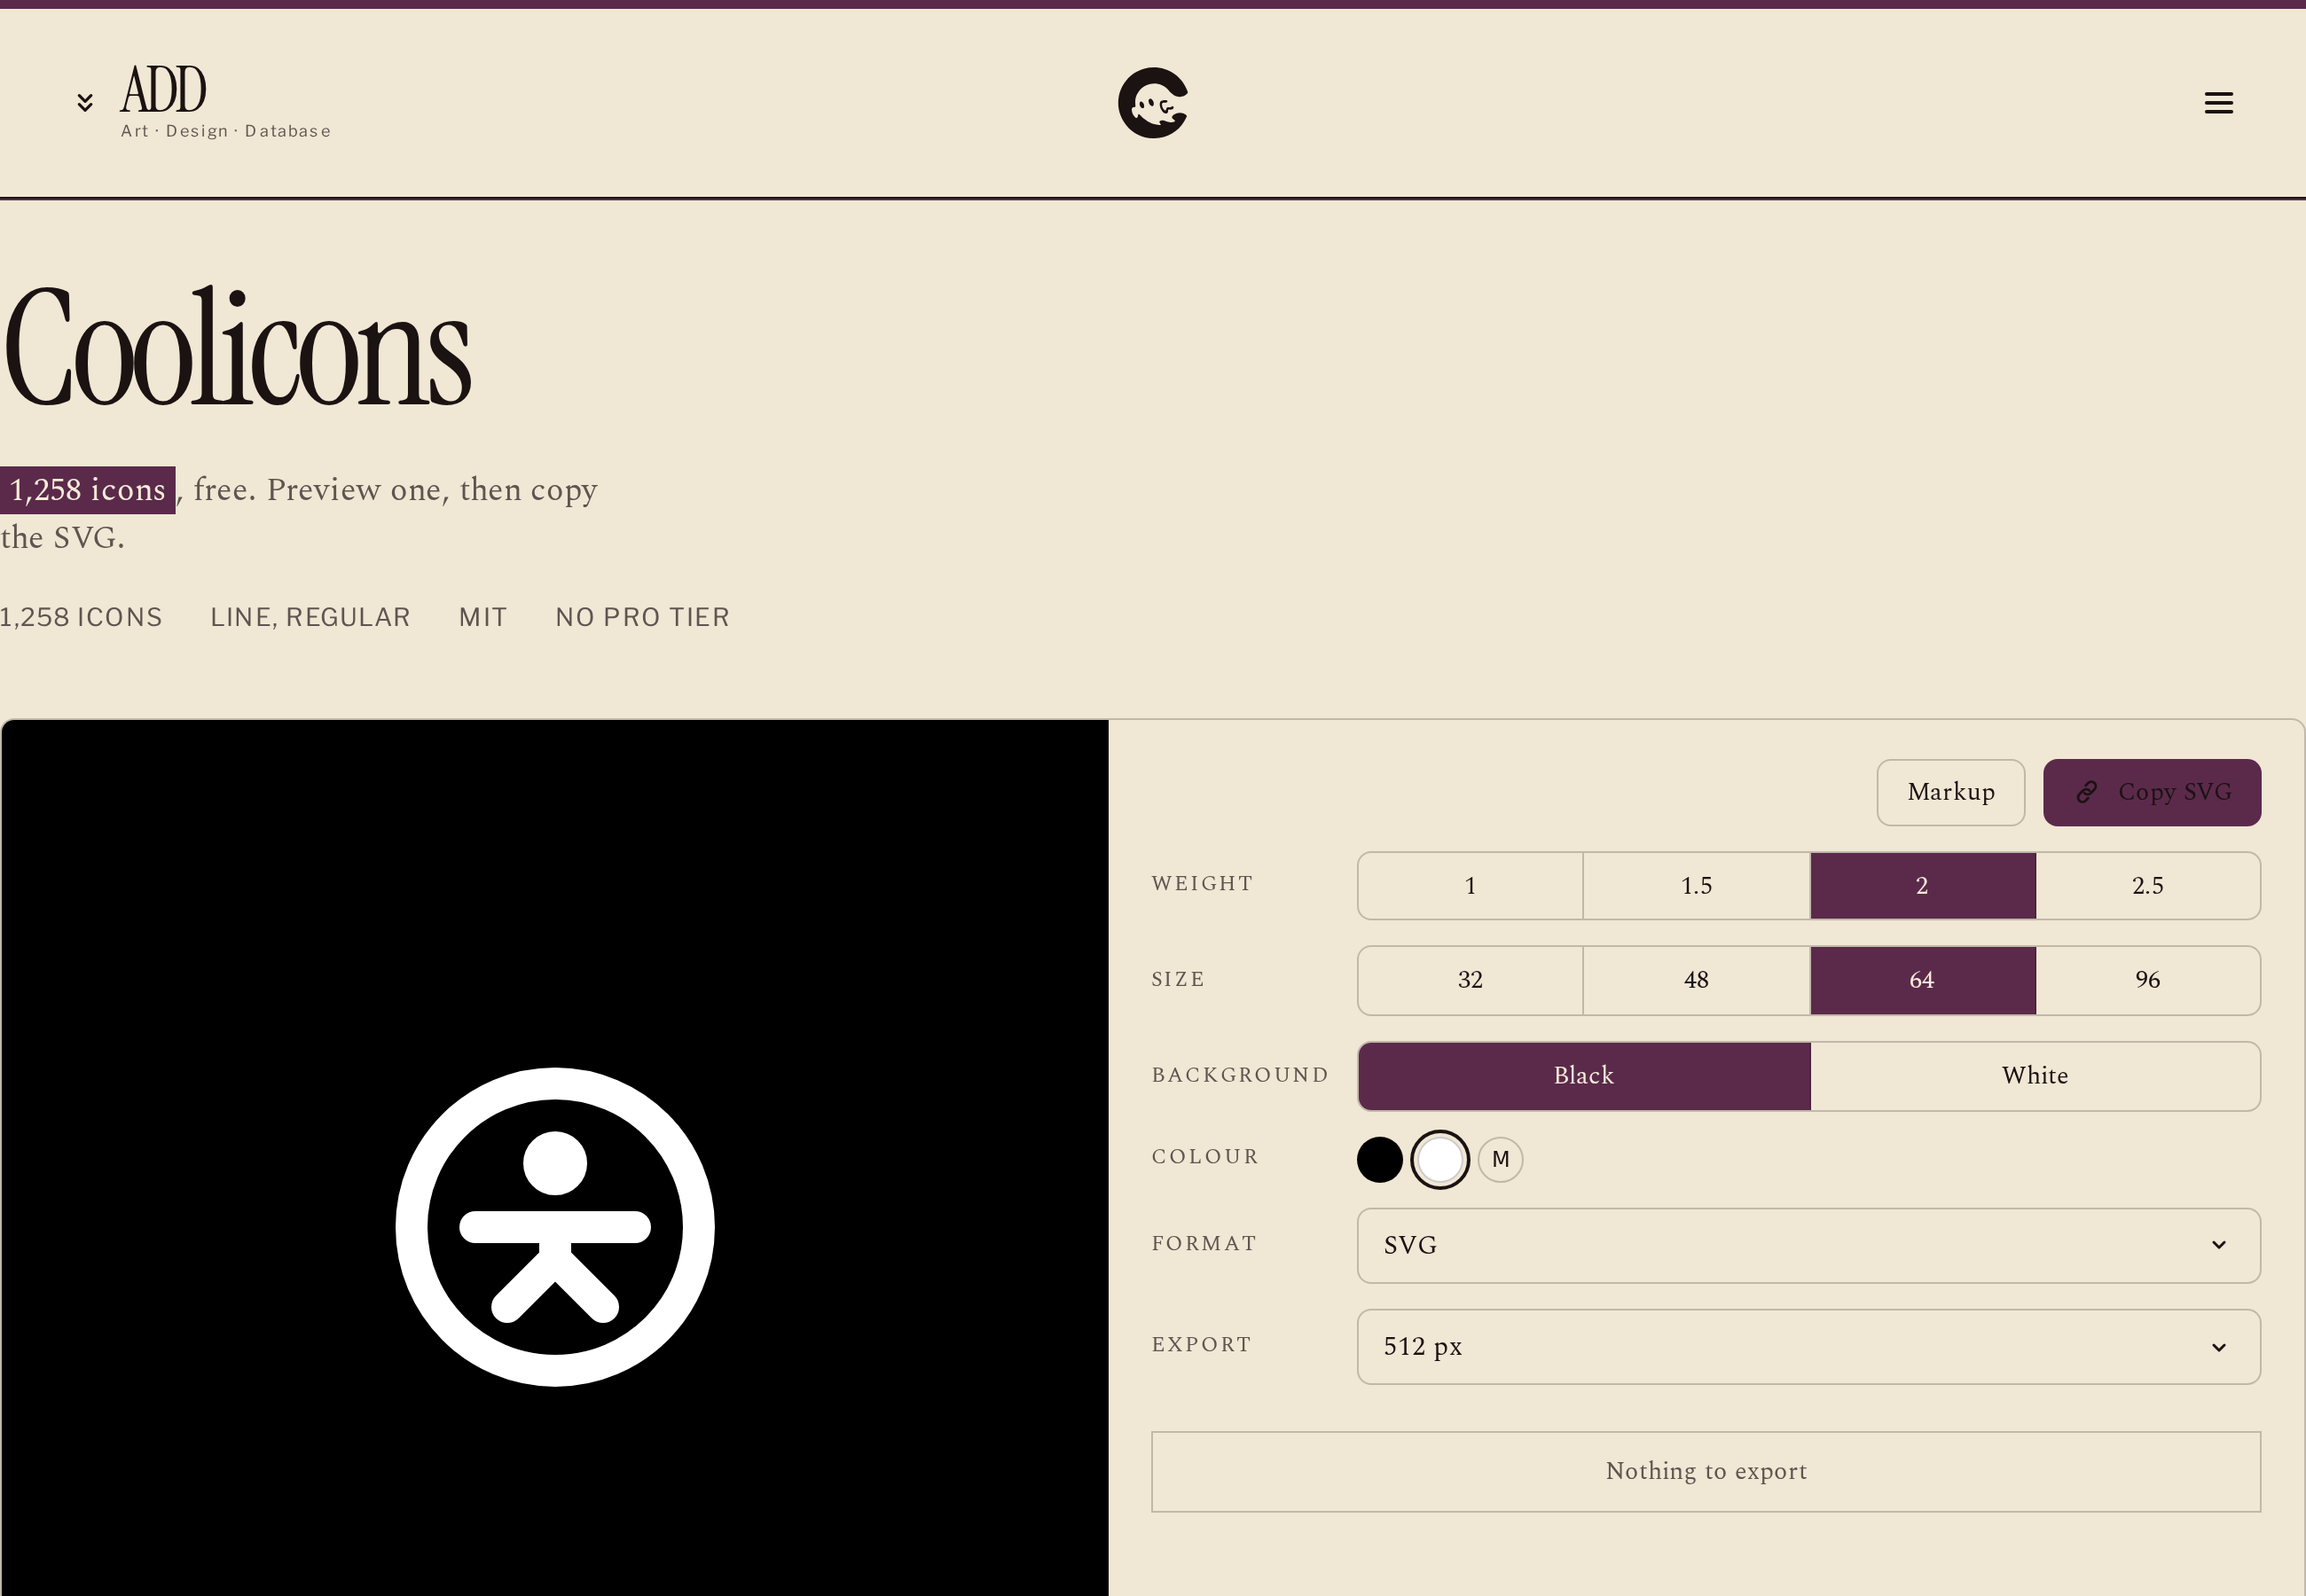 ADD
Art · Design · Database
Coolicons
1,258 icons, free. Preview one, then copy
the SVG.
1,258 ICONS LINE, REGULAR MIT NO PRO TIER
Markup Copy SVG
WEIGHT 1 1.5 2 2.5
SIZE 32 48 64 96
BACKGROUND Black White
COLOUR M
FORMAT SVG
EXPORT 512 px
Nothing to export